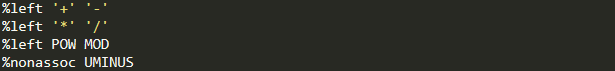 %left '+' '-'
%left '*' '/'
%left POW MOD
%nonassoc UMINUS